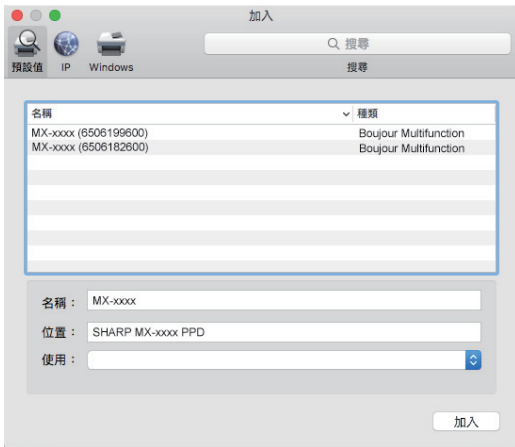 加入
搜尋
預設值 IP Windows 搜尋
名稱 種類
MX-xxxx (6506199600) Boujour Multifunction
MX-xxxx (6506182600) Boujour Multifunction
名稱： MX-xxxx
位置： SHARP MX-xxxx PPD
使用：
加入